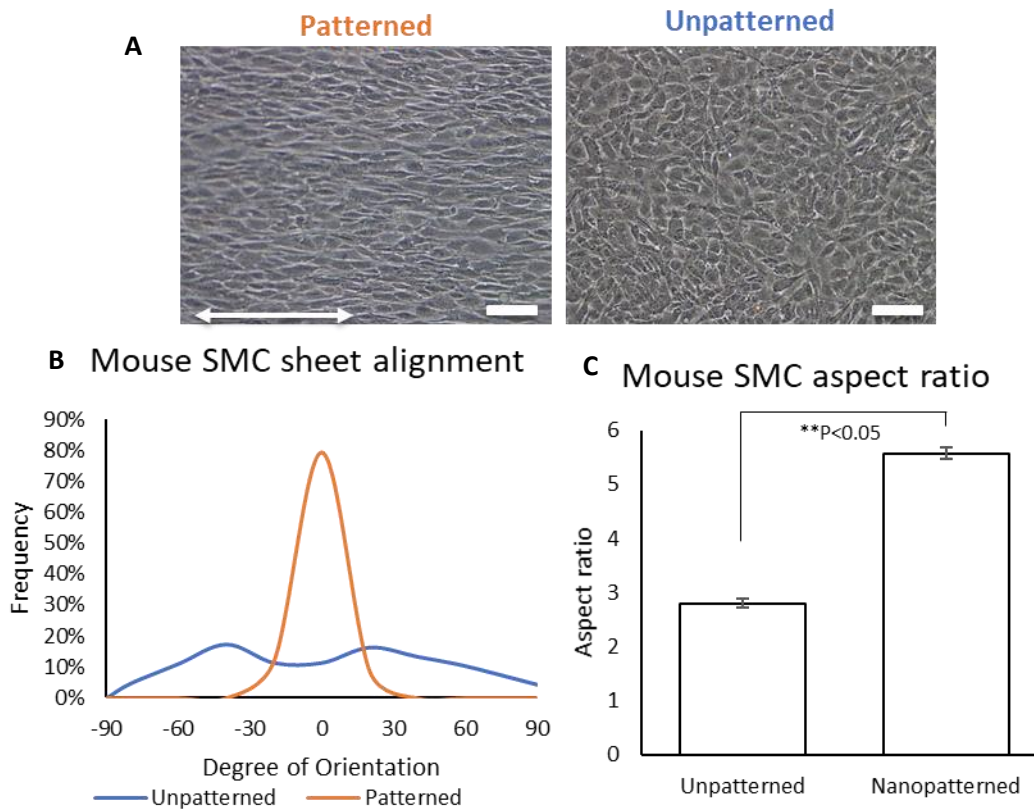 Patterned
Unpatterned
A
B
Mouse SMC sheet alignment
90%
80%
70%
60%
50%
40%
30%
20%
10%
0%
Frequency
-90
-60
-30
0
30
60
90
Degree of Orientation
Unpatterned
Patterned
C
Mouse SMC aspect ratio
**P<0.05
6
5
4
3
2
1
0
Aspect ratio
Unpatterned
Nanopatterned